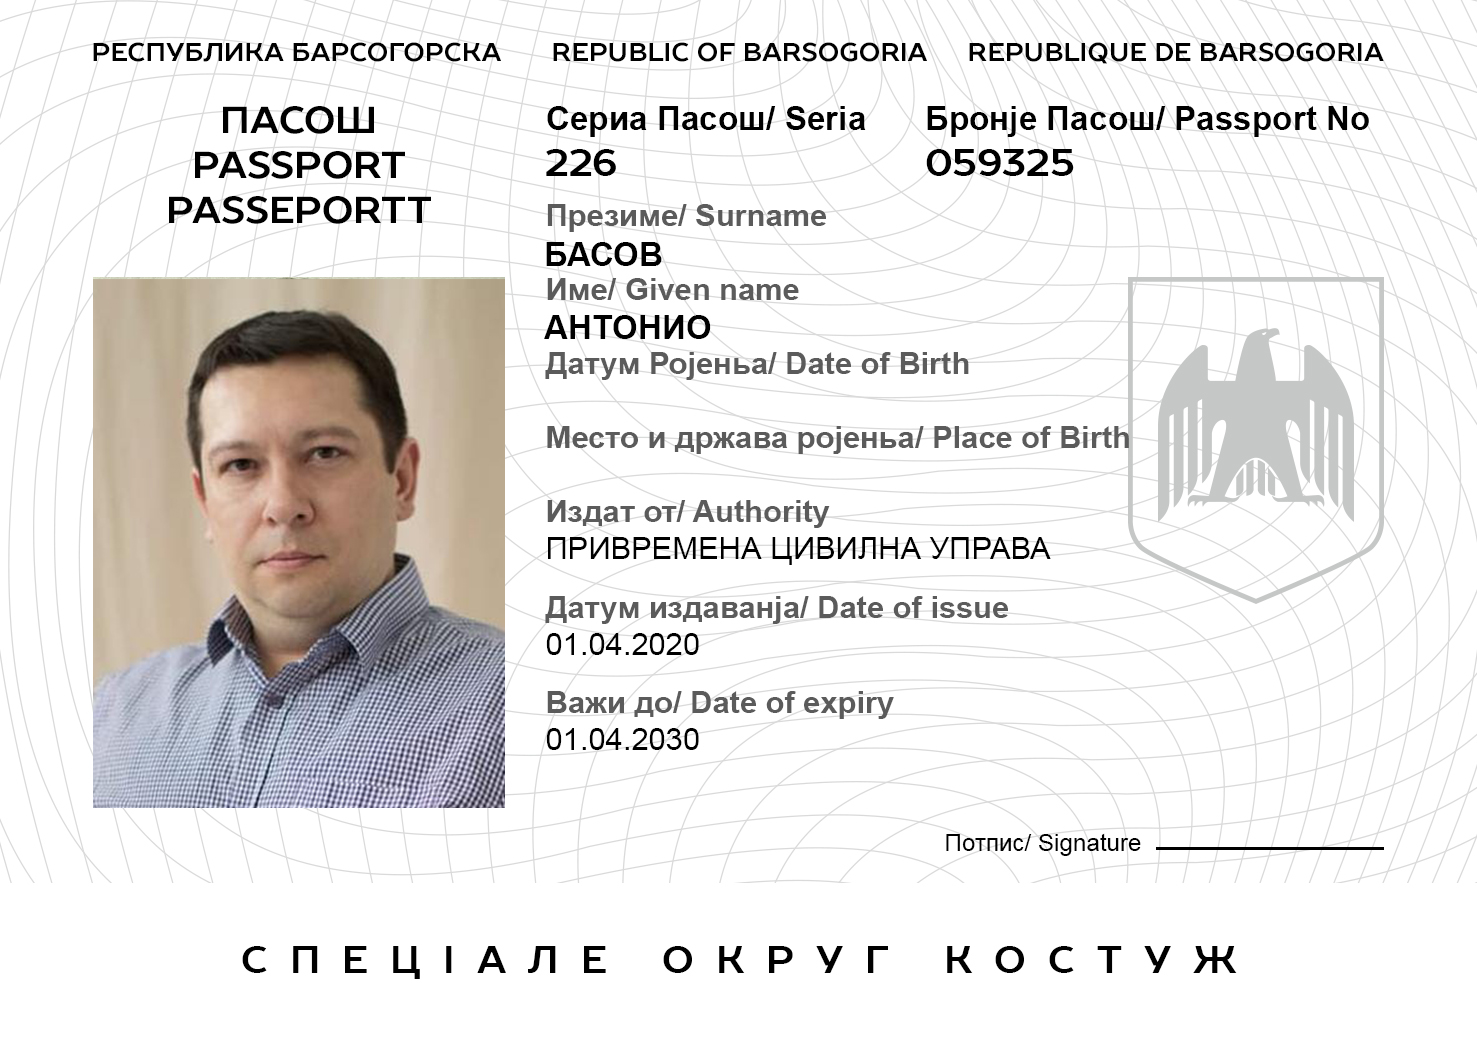 РЕСПУБЛИКА БАРСОГОРСКА REPUBLIC OF BARSOGORIA REPUBLIQUE DE BARSOGORIA
ПАСОШ
PASSPORT
PASSEPORTT
Сериа Пасош/ Seria Бронје Пасош/ Passport No
226 059325
Презиме/ Surname
БАСОВ
Име/ Given name
АНТОНИО
ДатумРојења/ Date of Birth
Место и држава ројења/ Place of Birth
Издат от/ Authority
ПРИВРЕМЕНА ЦИВИЛНА УПРАВА
Датум издаванја/ Date of issue
01.04.2020
Важи до/ Date of expiry
01.04.2030
Потпис/ Signature
СПЕЦІАЛЕ ОКРУГ КОСТУЖ